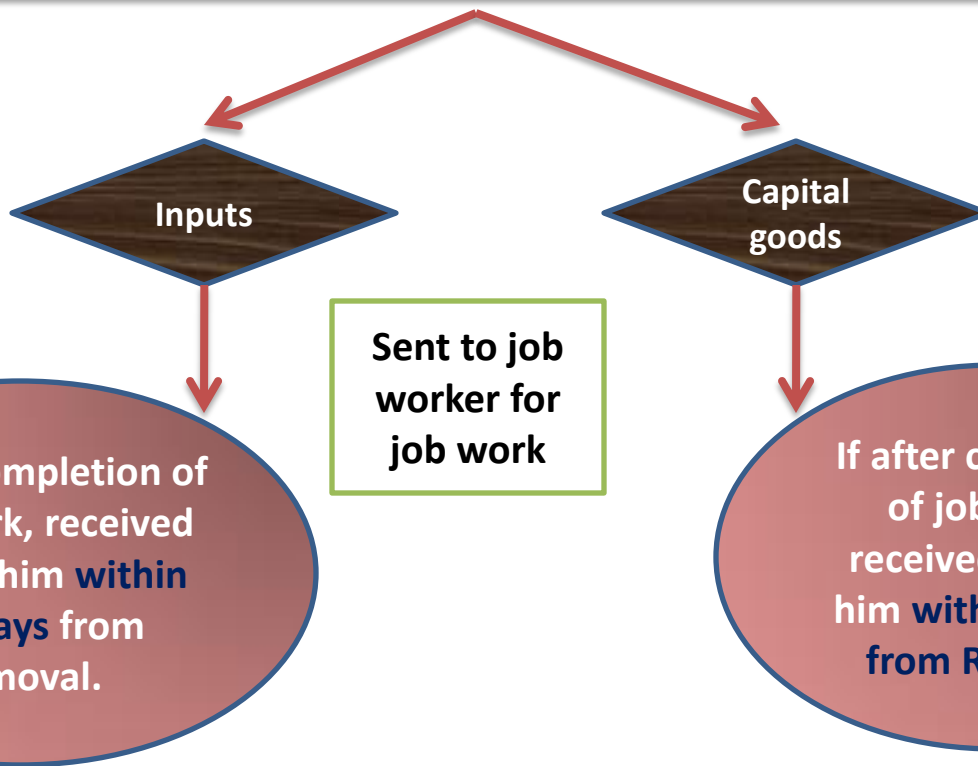 Inputs
Capital
goods
Sent to job
worker for
job work
mpletion of
rk, received
him within
ays from
moval.
If after c
of job
received
him with
from R